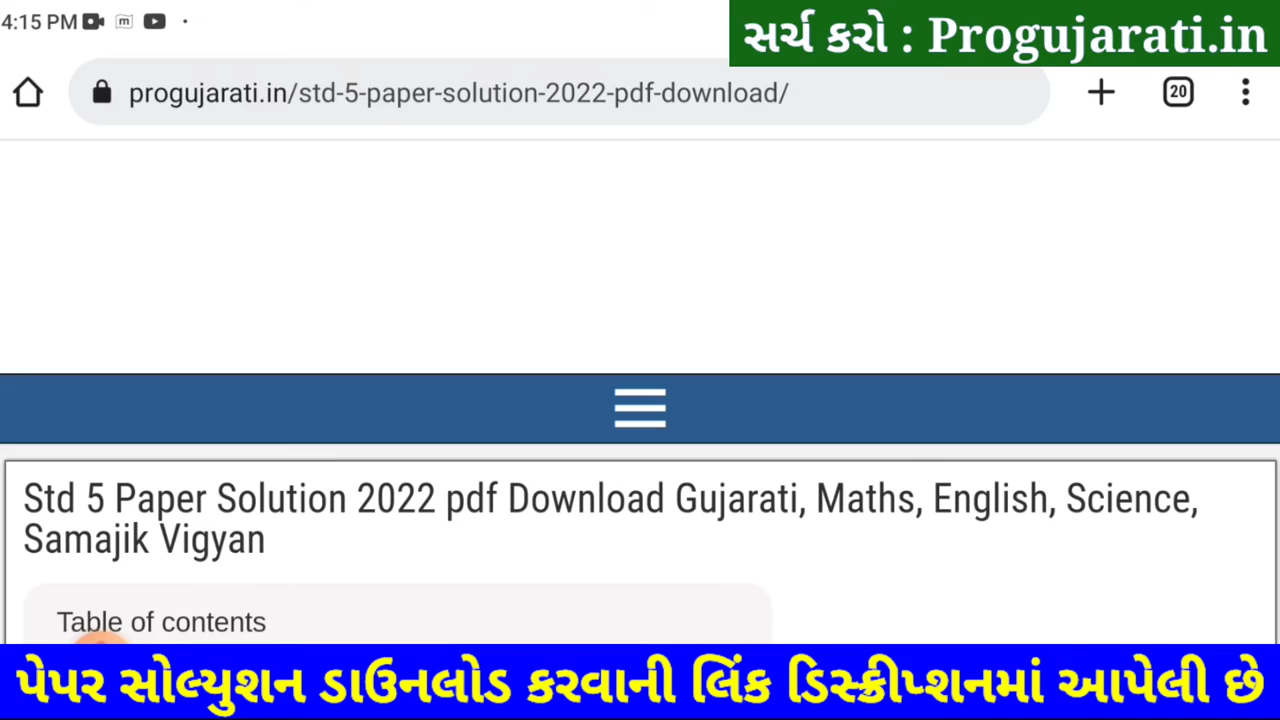 4:15 PM
સર્ચ કરો : Progujarati.in
progujarati.in/std-5-paper-solution-2022-pdf-download/
20
Std 5 Paper Solution 2022 pdf Download Gujarati, Maths, English, Science,
Samajik Vigyan
Table of contents
પેપર સોલ્યુશન ડાઉનલોડ કરવાની લિંક ડિસ્ક્રીપ્શનમાં આપેલી છે